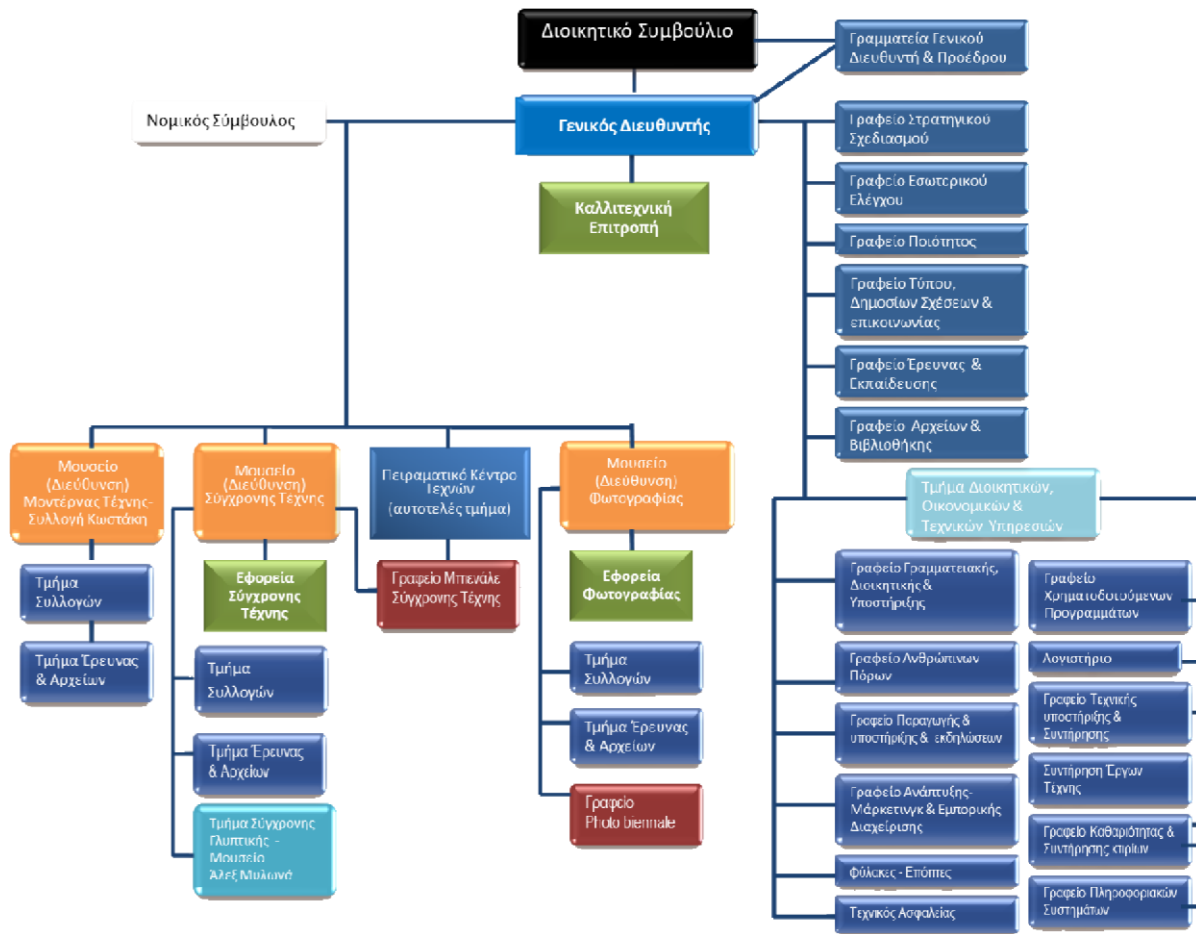 Διοικητικό Συμβούλιο
Γραμματεία Γενικού
Διευθυντή & Προέδρου
Νομικός Σύμβουλος
Γενικός Διευθυντής
Γραφείο Στρατηγικού
Σχεδιασμού
Γραφείο Εσωτερικού
Ελέγχου
Καλλιτεχνική
Επιτροπή
Γραφείο Ποιότητος
Γραφείο Τύπου,
Δημοσίων Σχέσεων &
επικοινωνίας
Γραφείο Έρευνας &
Εκπαίδευσης
Γραφείο Αρχείων &
Βιβλιοθήκης
Μουσείο
(Διεύθυνση)
Μοντέρνας Τέχνης-
Συλλογή Κωστάκη
Μουσείο
(Διεύθυνση)
Σύγχρονης Τέχνης
Πειραματικό Κέντρο
Τεχνών
(αυτοτελές τμήμα)
Μουσείο
(Διεύθυνση)
Φωτογραφίας
Τμήμα Διοικητικών,
Οικονομικών &
Τεχνικών Υπηρεσιών
Τμήμα
Συλλογών
Τμήμα Έρευνας
& Αρχείων
Εφορεία
Σύγχρονης
Τέχνης
Τμήμα
Συλλογών
Τμήμα Έρευνας
& Αρχείων
Τμήμα Σύγχρονης
Γλυπτικής -
Μουσείο
Άλεξ Μυλωνά
Γραφείο Μπενάλε
Σύγχρονης Τέχνης
Εφορεία
Φωτογραφίας
Τμήμα
Συλλογών
Τμήμα Έρευνας
& Αρχείων
Γραφείο
Photo biennale
Γραφείο Γραμματειακής,
Διοικητικής &
Υποστήριξης
Γραφείο Ανθρώπινων
Πόρων
Γραφείο Παραγωγής &
υποστήριξης & εκδηλώσεων
Γραφείο Ανάπτυξης-
Μάρκετινγκ & Εμπορικής
Διαχείρισης
Φύλακες - Επόπτες
Τεχνικός Ασφαλείας
Γραφείο
Χρηματοδοτούμενων
Προγραμμάτων
Λογιστήριο
Γραφείο Τεχνικής
υποστήριξης &
Συντήρησης
Συντήρηση Έργων
Τέχνης
Γραφείο Καθαριότητας &
Συντήρησης κτιρίων
Γραφείο Πληροφοριακών
Συστημάτων